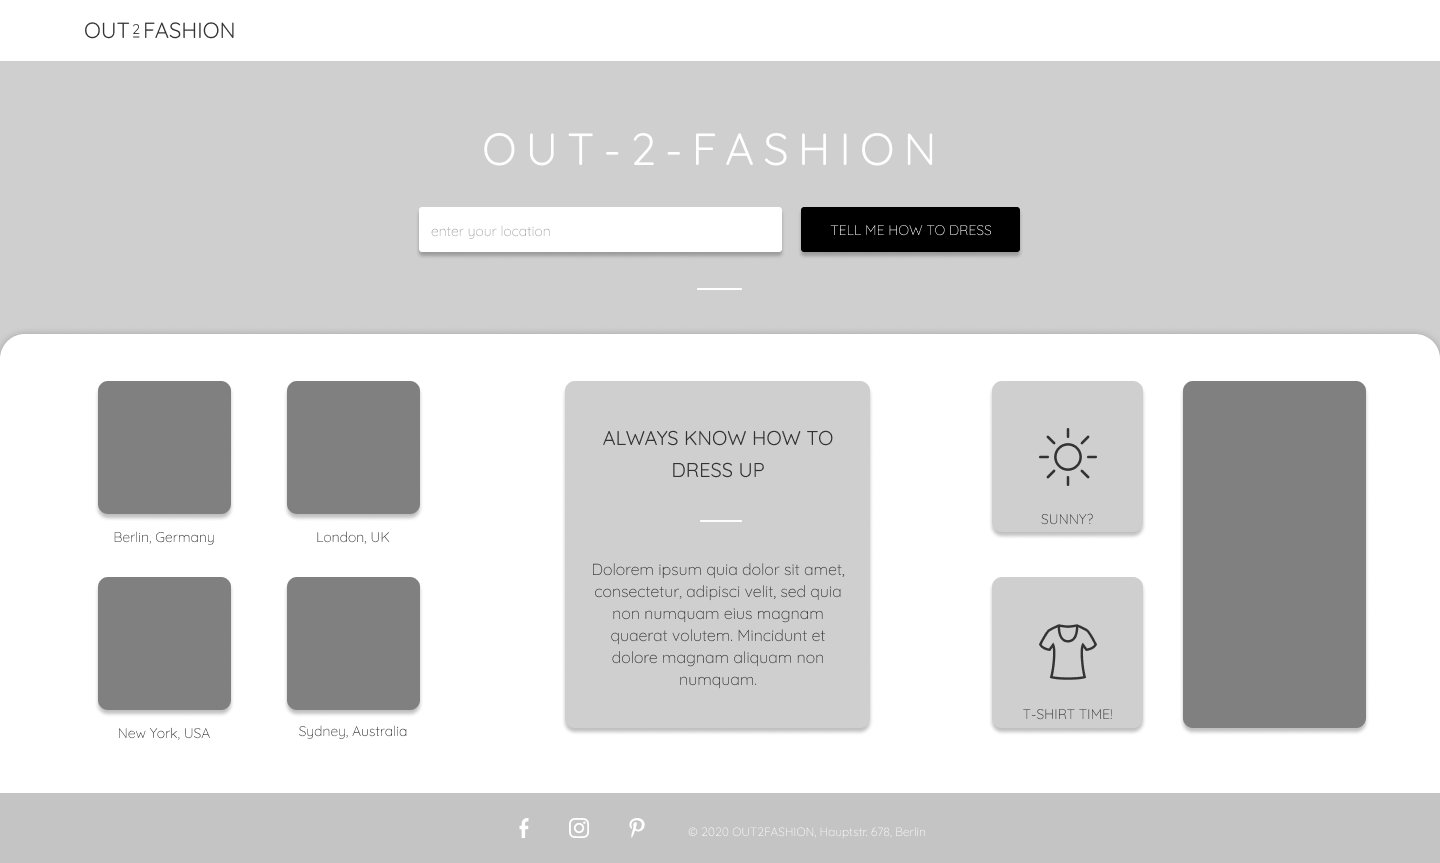 OUT2FASHION
OUT-2-FASHION
enter your location
TELL ME HOW TO DRESS
Berlin, Germany
London, UK
New York, USA
Sydney, Australia
ALWAYS KNOW HOW TO
DRESS UP
Dolorem ipsum quia dolor sit amet,
consectetur, adipisci velit, sed quia
non numquam eius magnam
quaerat volutem. Mincidunt et
dolore magnam aliquam non
numquam.
SUNNY?
T-SHIRT TIME!
© 2020 OUT2FASHION, Hauptstr. 678, Berlin